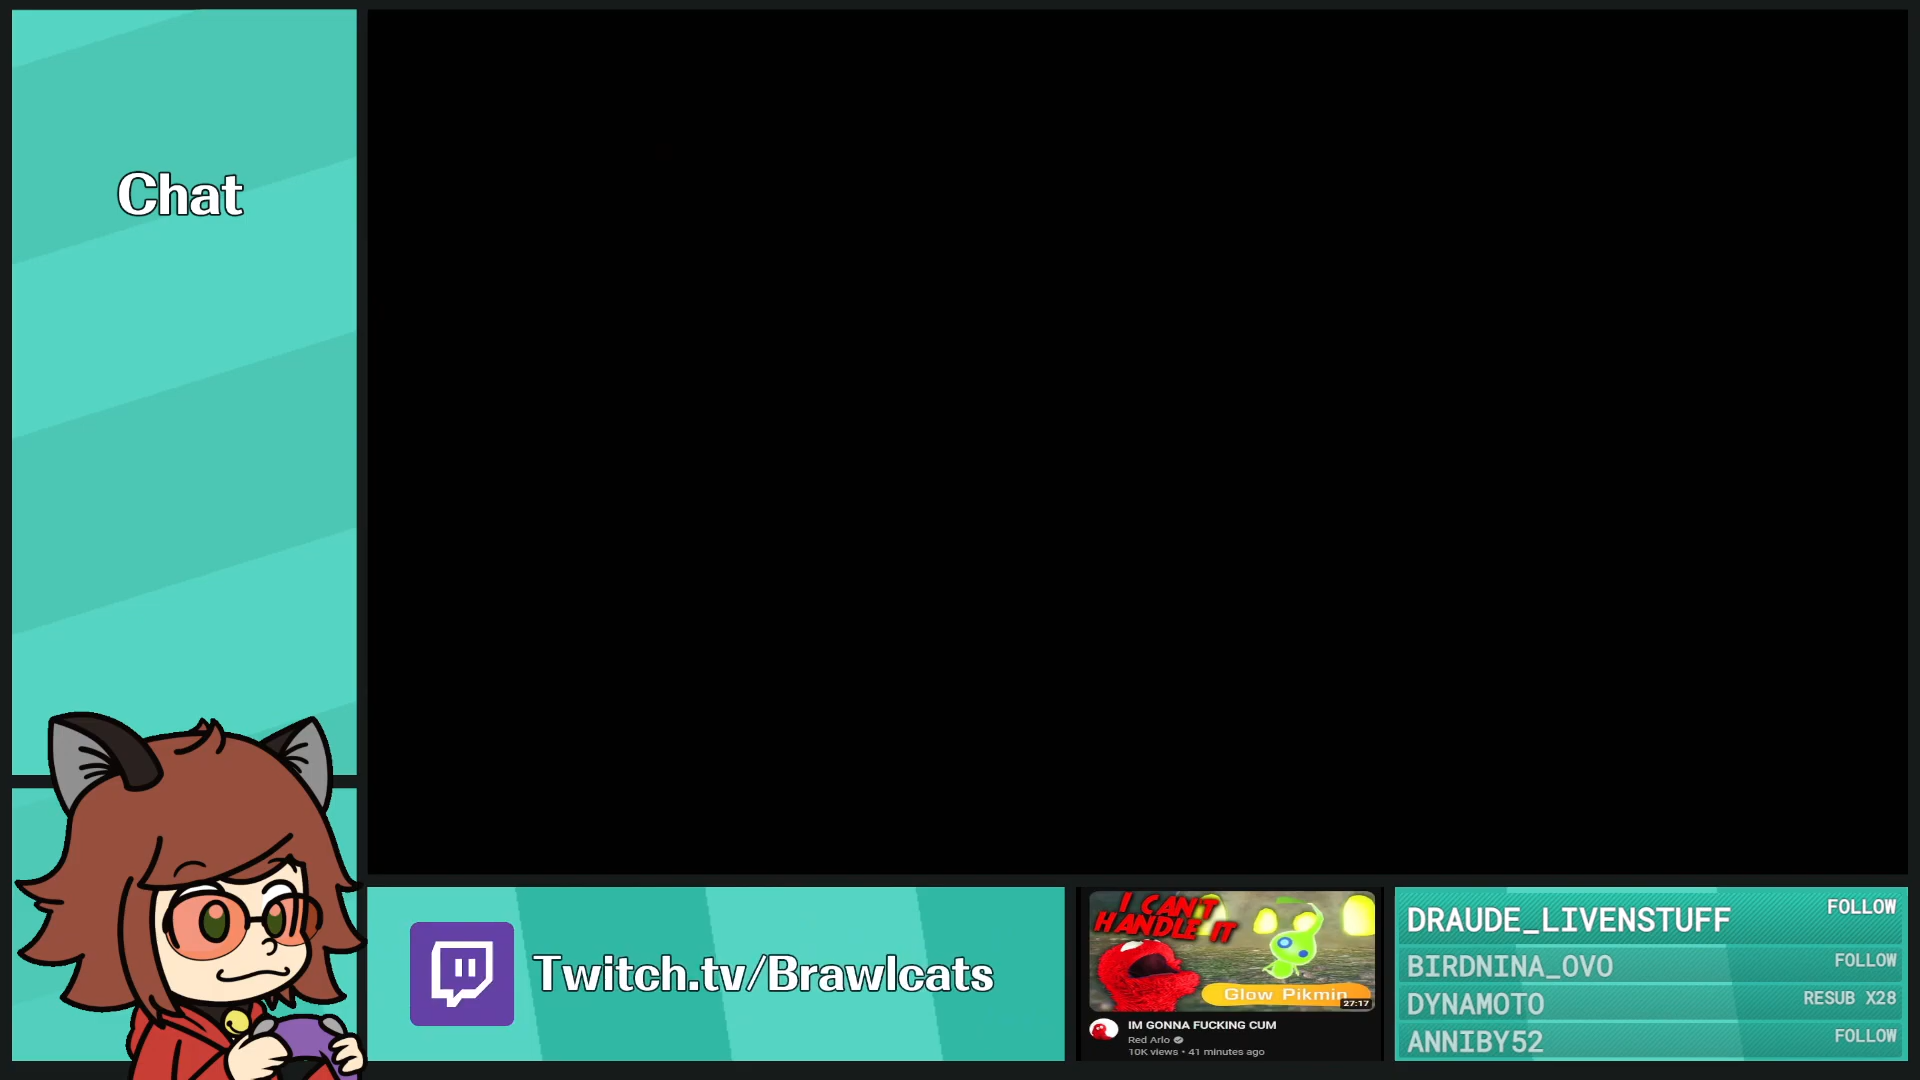 Chat
Twitch.tv/Brawlcats
I CAN'T
HANDLE IT
Glow Pikmin
27:17
IM GONNA FUCKING CUM
Red Arlo
10K views • 41 minutes ago
DRAUDE_LIVENSTUFF FOLLOW
BIRDNINA_OVO FOLLOW
DYNAMOTO RESUB X28
ANNIBY52 FOLLOW